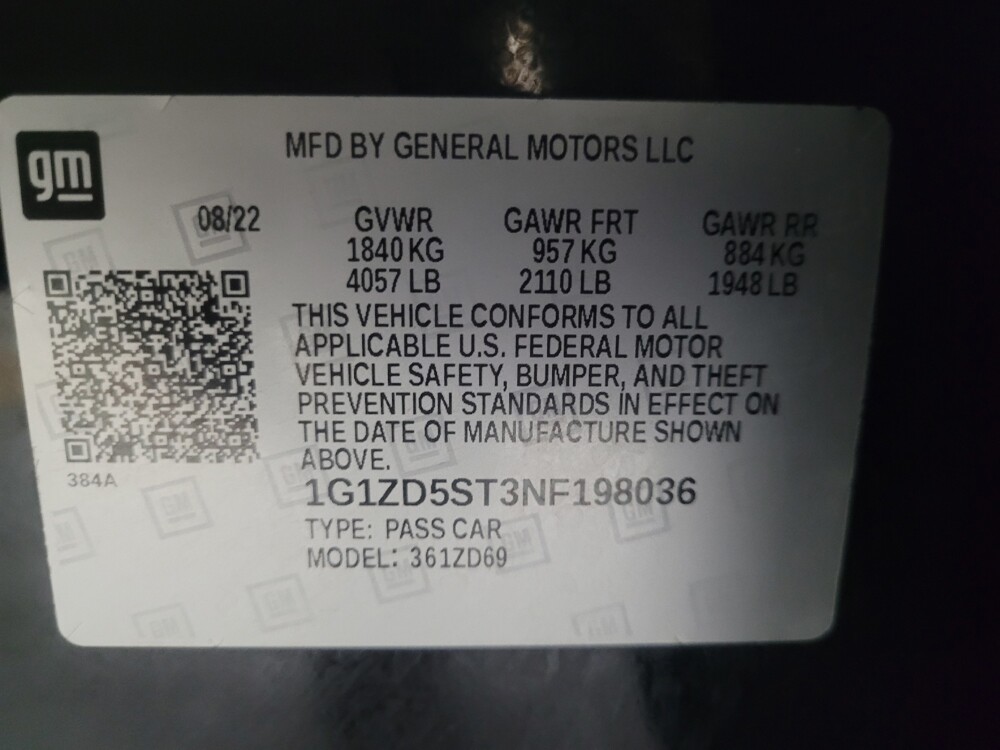 gm
MFD BY GENERAL MOTORS LLC
08/22 GVWR GAWR FRT GAWR RR
1840 KG 957 KG 884 KG
4057 LB 2110 LB 1948 LB
THIS VEHICLE CONFORMS TO ALL
APPLICABLE U.S. FEDERAL MOTOR
VEHICLE SAFETY, BUMPER, AND THEFT
PREVENTION STANDARDS IN EFFECT ON
THE DATE OF MANUFACTURE SHOWN
ABOVE.
384A
1G1ZD5ST3NF198036
TYPE: PASS CAR
MODEL: 361ZD69